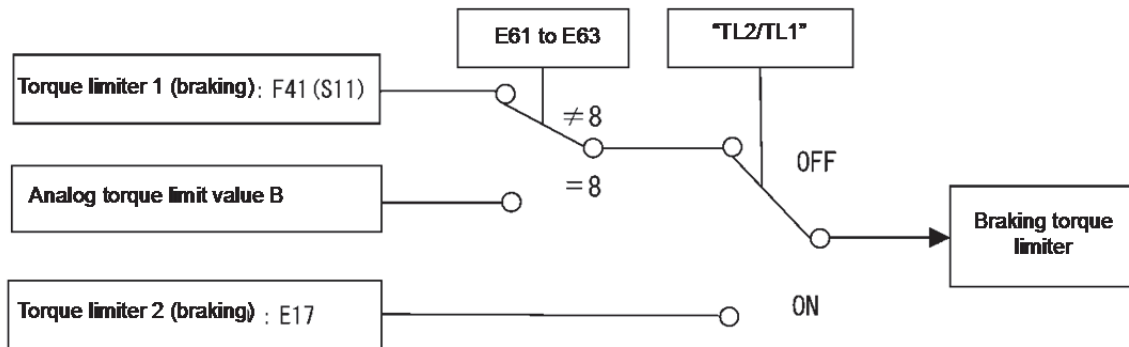 E61 to E63
"TL2/TL1"
Torque limiter 1 (braking): F41(S11)
≠8
OFF
=8
Analog torque limit value B
Braking torque
limiter
Torque limiter 2 (braking) : E17
ON